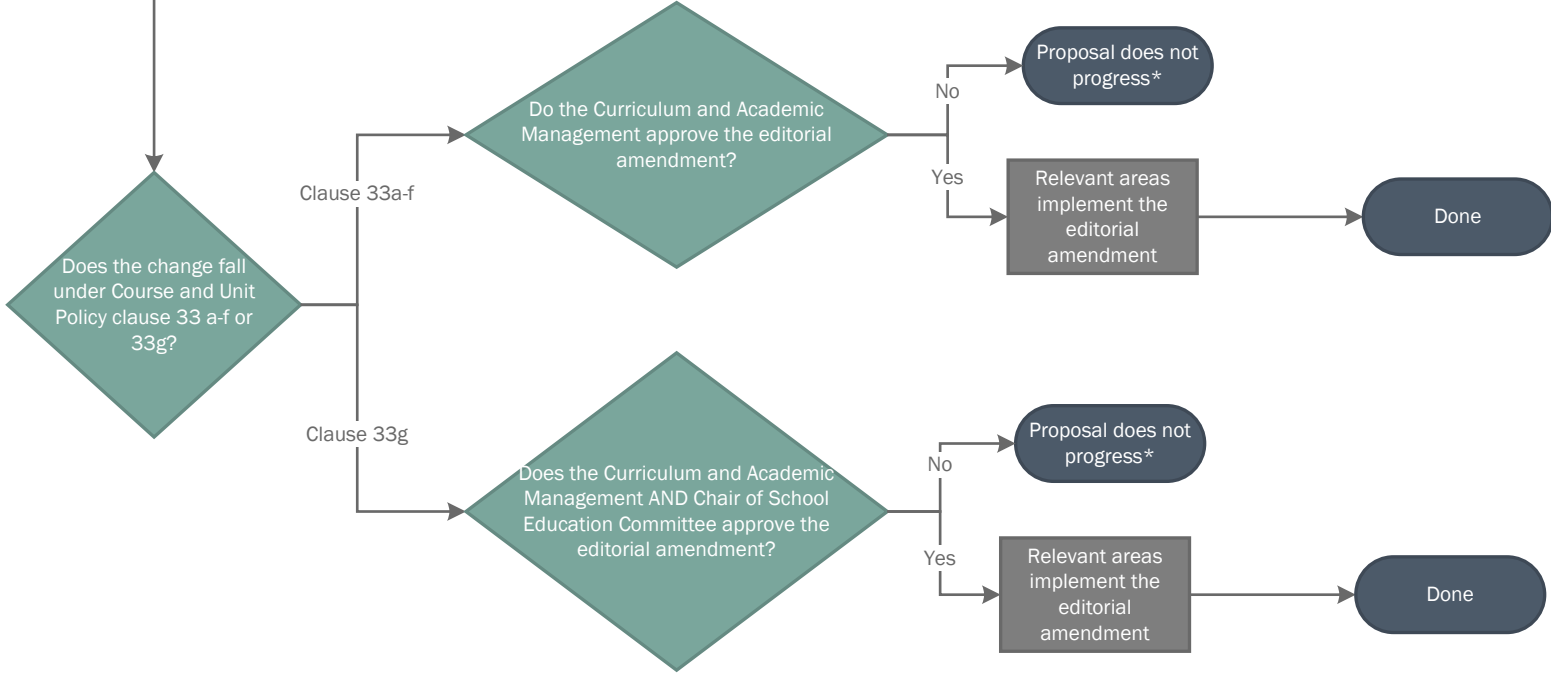 Does the change fall
under Course and Unit
Policy clause 33 a-f or
33g?
Clause 33a-f
Do the Curriculum and Academic
Management approve the editorial
amendment?
No
Proposal does not
progress*
Yes
Relevant areas
implement the
editorial
amendment
Done
Clause 33g
Does the Curriculum and Academic
Management AND Chair of School
Education Committee approve the
editorial amendment?
No
Proposal does not
progress*
Yes
Relevant areas
implement the
editorial
amendment
Done